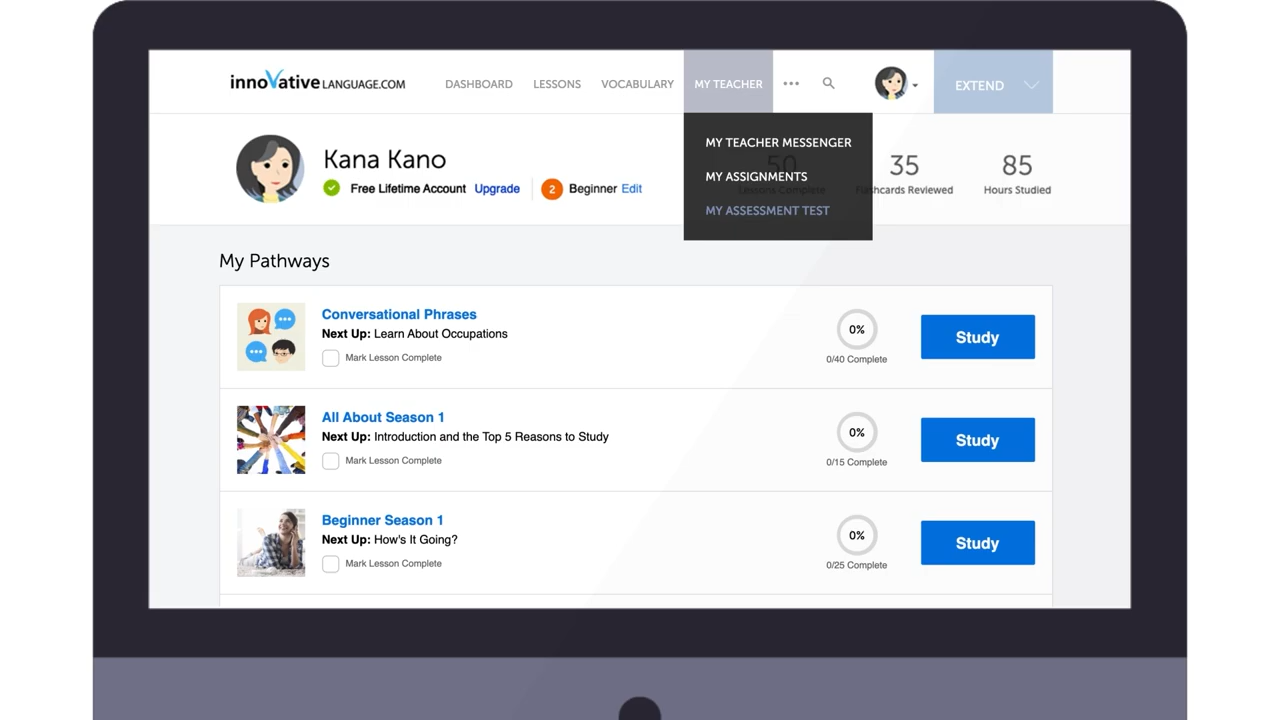 innoVative LANGUAGE.COM
DASHBOARD
LESSONS
VOCABULARY
MY TEACHER
EXTEND
MY TEACHER MESSENGER
MY ASSIGNMENTS
MY ASSESSMENT TEST
Kana Kano
Free Lifetime Account Upgrade
2 Beginner Edit
50
Lessons Complete
35
Flashcards Reviewed
85
Hours Studied
My Pathways
Conversational Phrases
Next Up: Learn About Occupations
Mark Lesson Complete
0%
0/40 Complete
Study
All About Season 1
Next Up: Introduction and the Top 5 Reasons to Study
Mark Lesson Complete
0%
0/15 Complete
Study
Beginner Season 1
Next Up: How's It Going?
Mark Lesson Complete
0%
0/25 Complete
Study